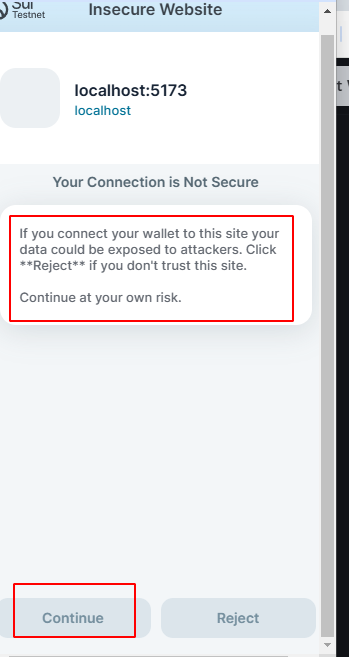 Sui
Testnet
Insecure Website
localhost:5173
localhost
Your Connection is Not Secure
If you connect your wallet to this site your
data could be exposed to attackers. Click
**Reject** if you don't trust this site.
Continue at your own risk.
Continue
Reject